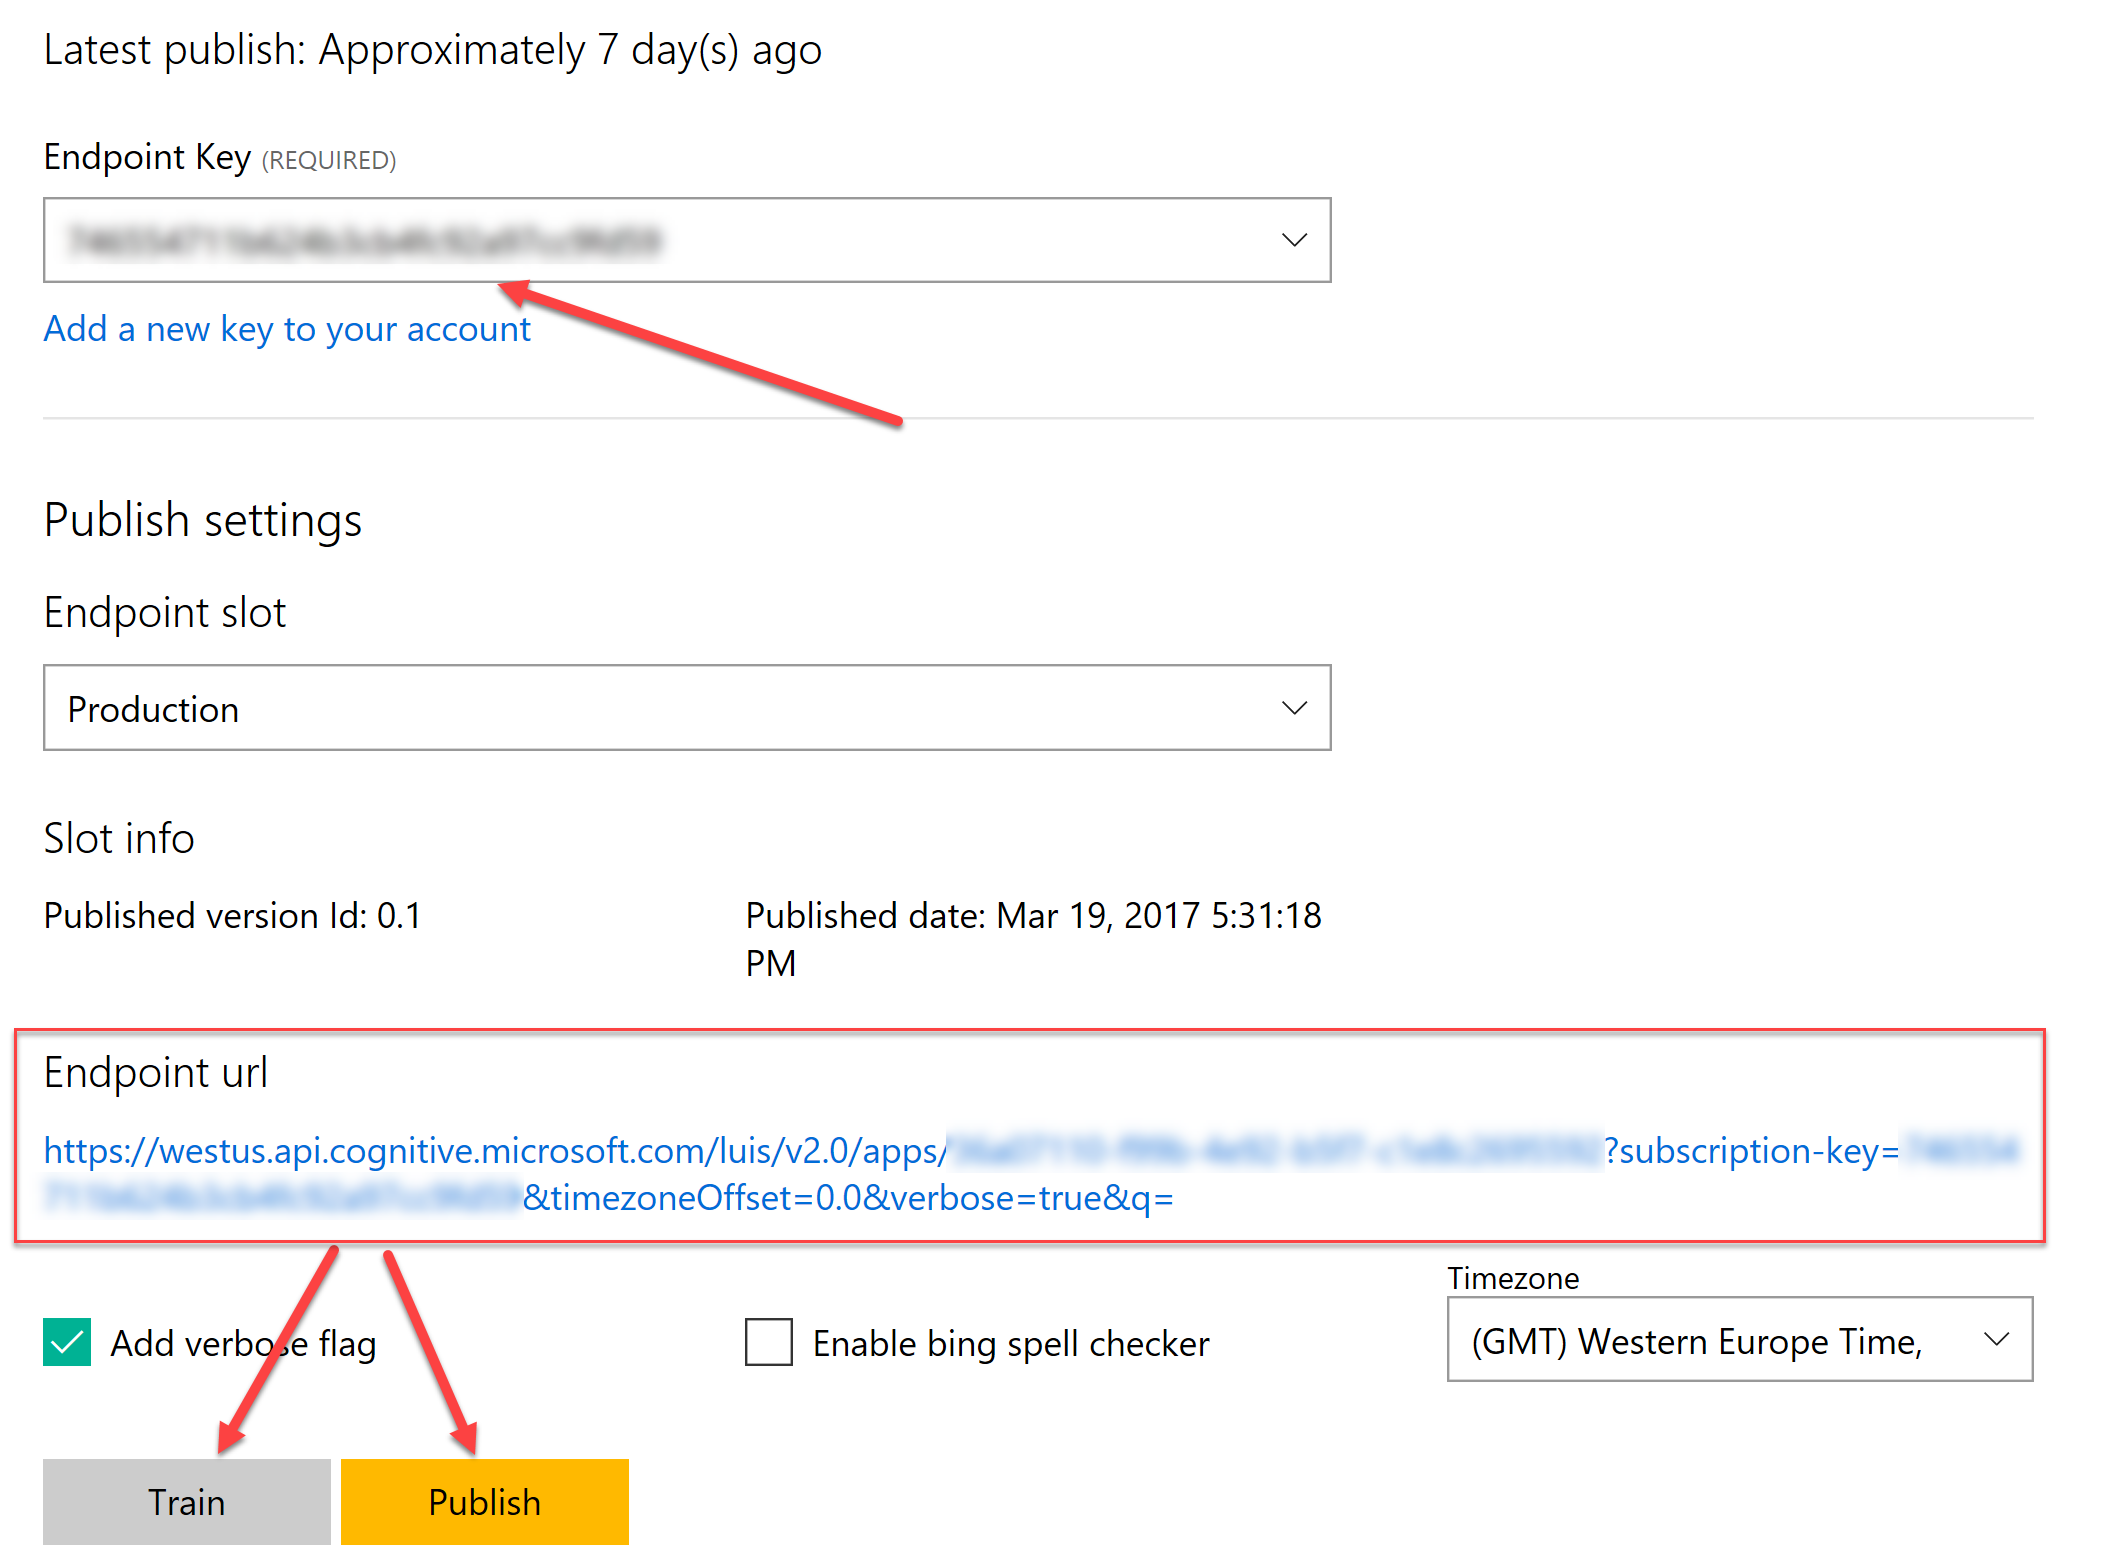 Latest publish: Approximately 7 day(s) ago
Endpoint Key (REQUIRED)
Add a new key to your account
Publish settings
Endpoint slot
Production
Slot info
Published version Id: 0.1
Published date: Mar 19, 2017 5:31:18
PM
Endpoint url
https://westus.api.cognitive.microsoft.com/luis/v2.0/apps/ ?subscription-key=
&timezoneOffset=0.0&verbose=true&q=
Timezone
Add verbose flag
Enable bing spell checker
(GMT) Western Europe Time,
Train
Publish